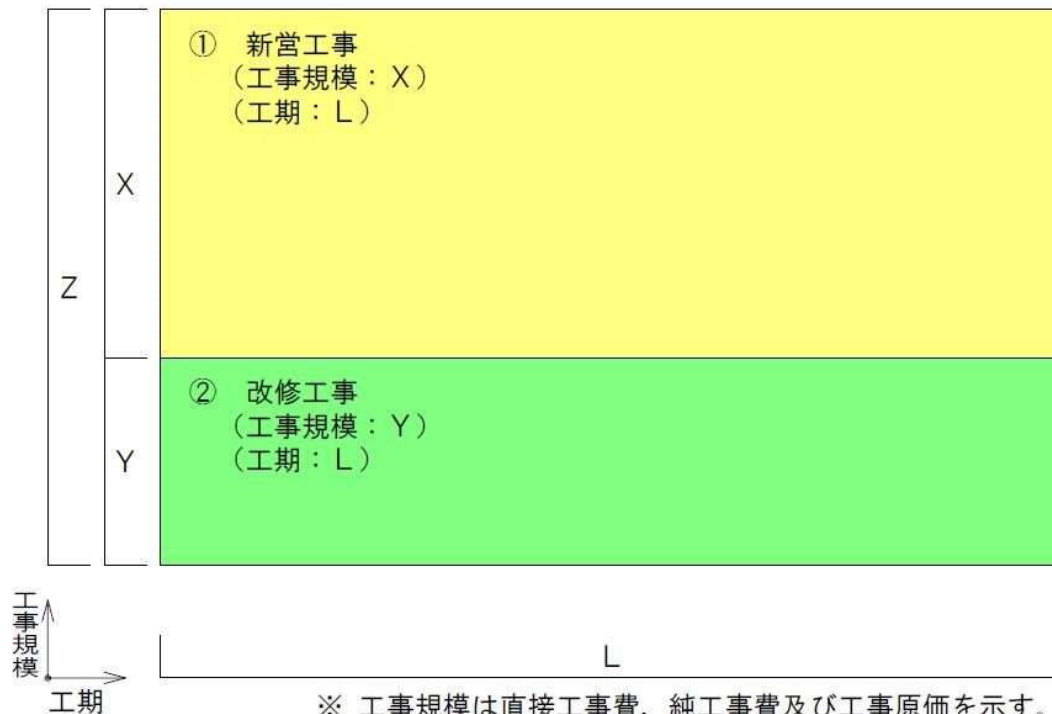 ① 新営工事
（工事規模：X）
（工期：L）
X
Z
② 改修工事
（工事規模：Y）
（工期：L）
Y
工事規模
工期
L
※ 工事規模は直接工事費、純工事費及び工事原価を示す。